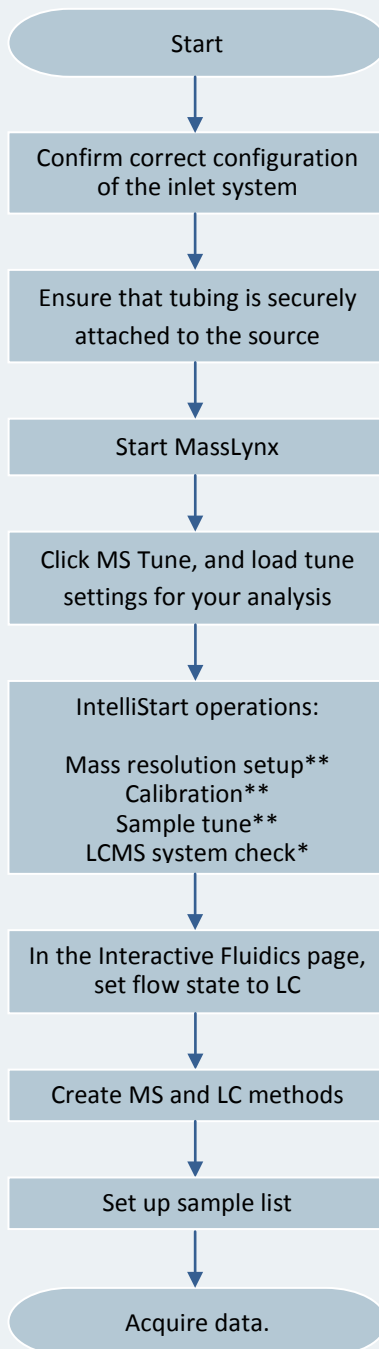 Start
Confirm correct configuration
of the inlet system
Ensure that tubing is securely
attached to the source
Start MassLynx
Click MS Tune, and load tune
settings for your analysis
IntelliStart operations:
Mass resolution setup**
Calibration**
Sample tune**
LCMS system check*
In the Interactive Fluidics page,
set flow state to LC
Create MS and LC methods
Set up sample list
Acquire data.